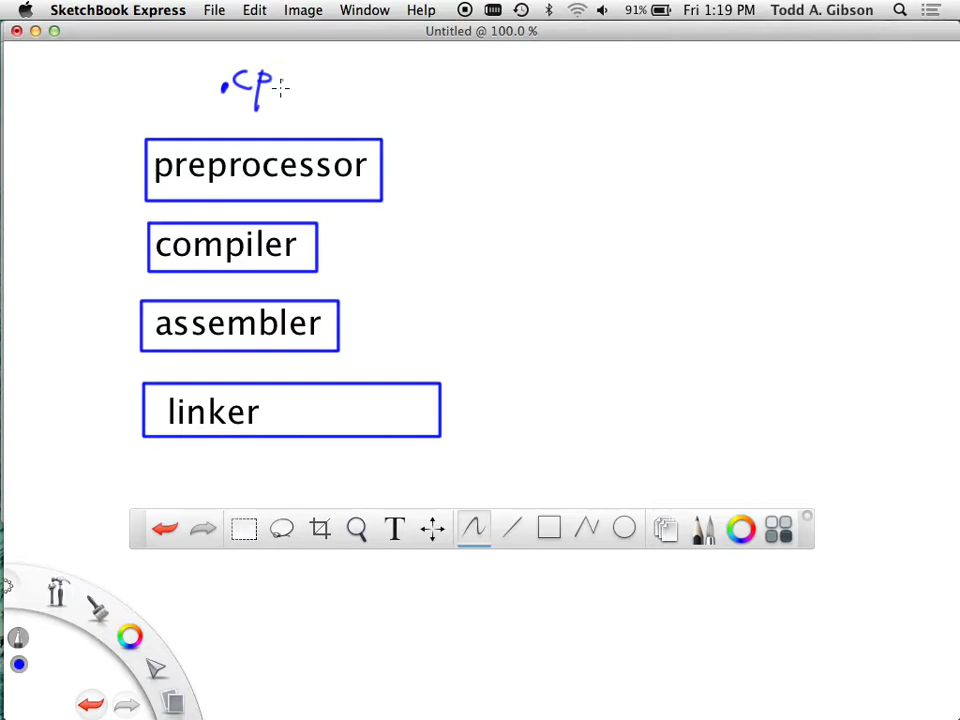 SketchBook Express File Edit Image Window Help 91% Fri 1:19 PM Todd A. Gibson
Untitled @ 100.0 %
.cp
preprocessor
compiler
assembler
linker
T